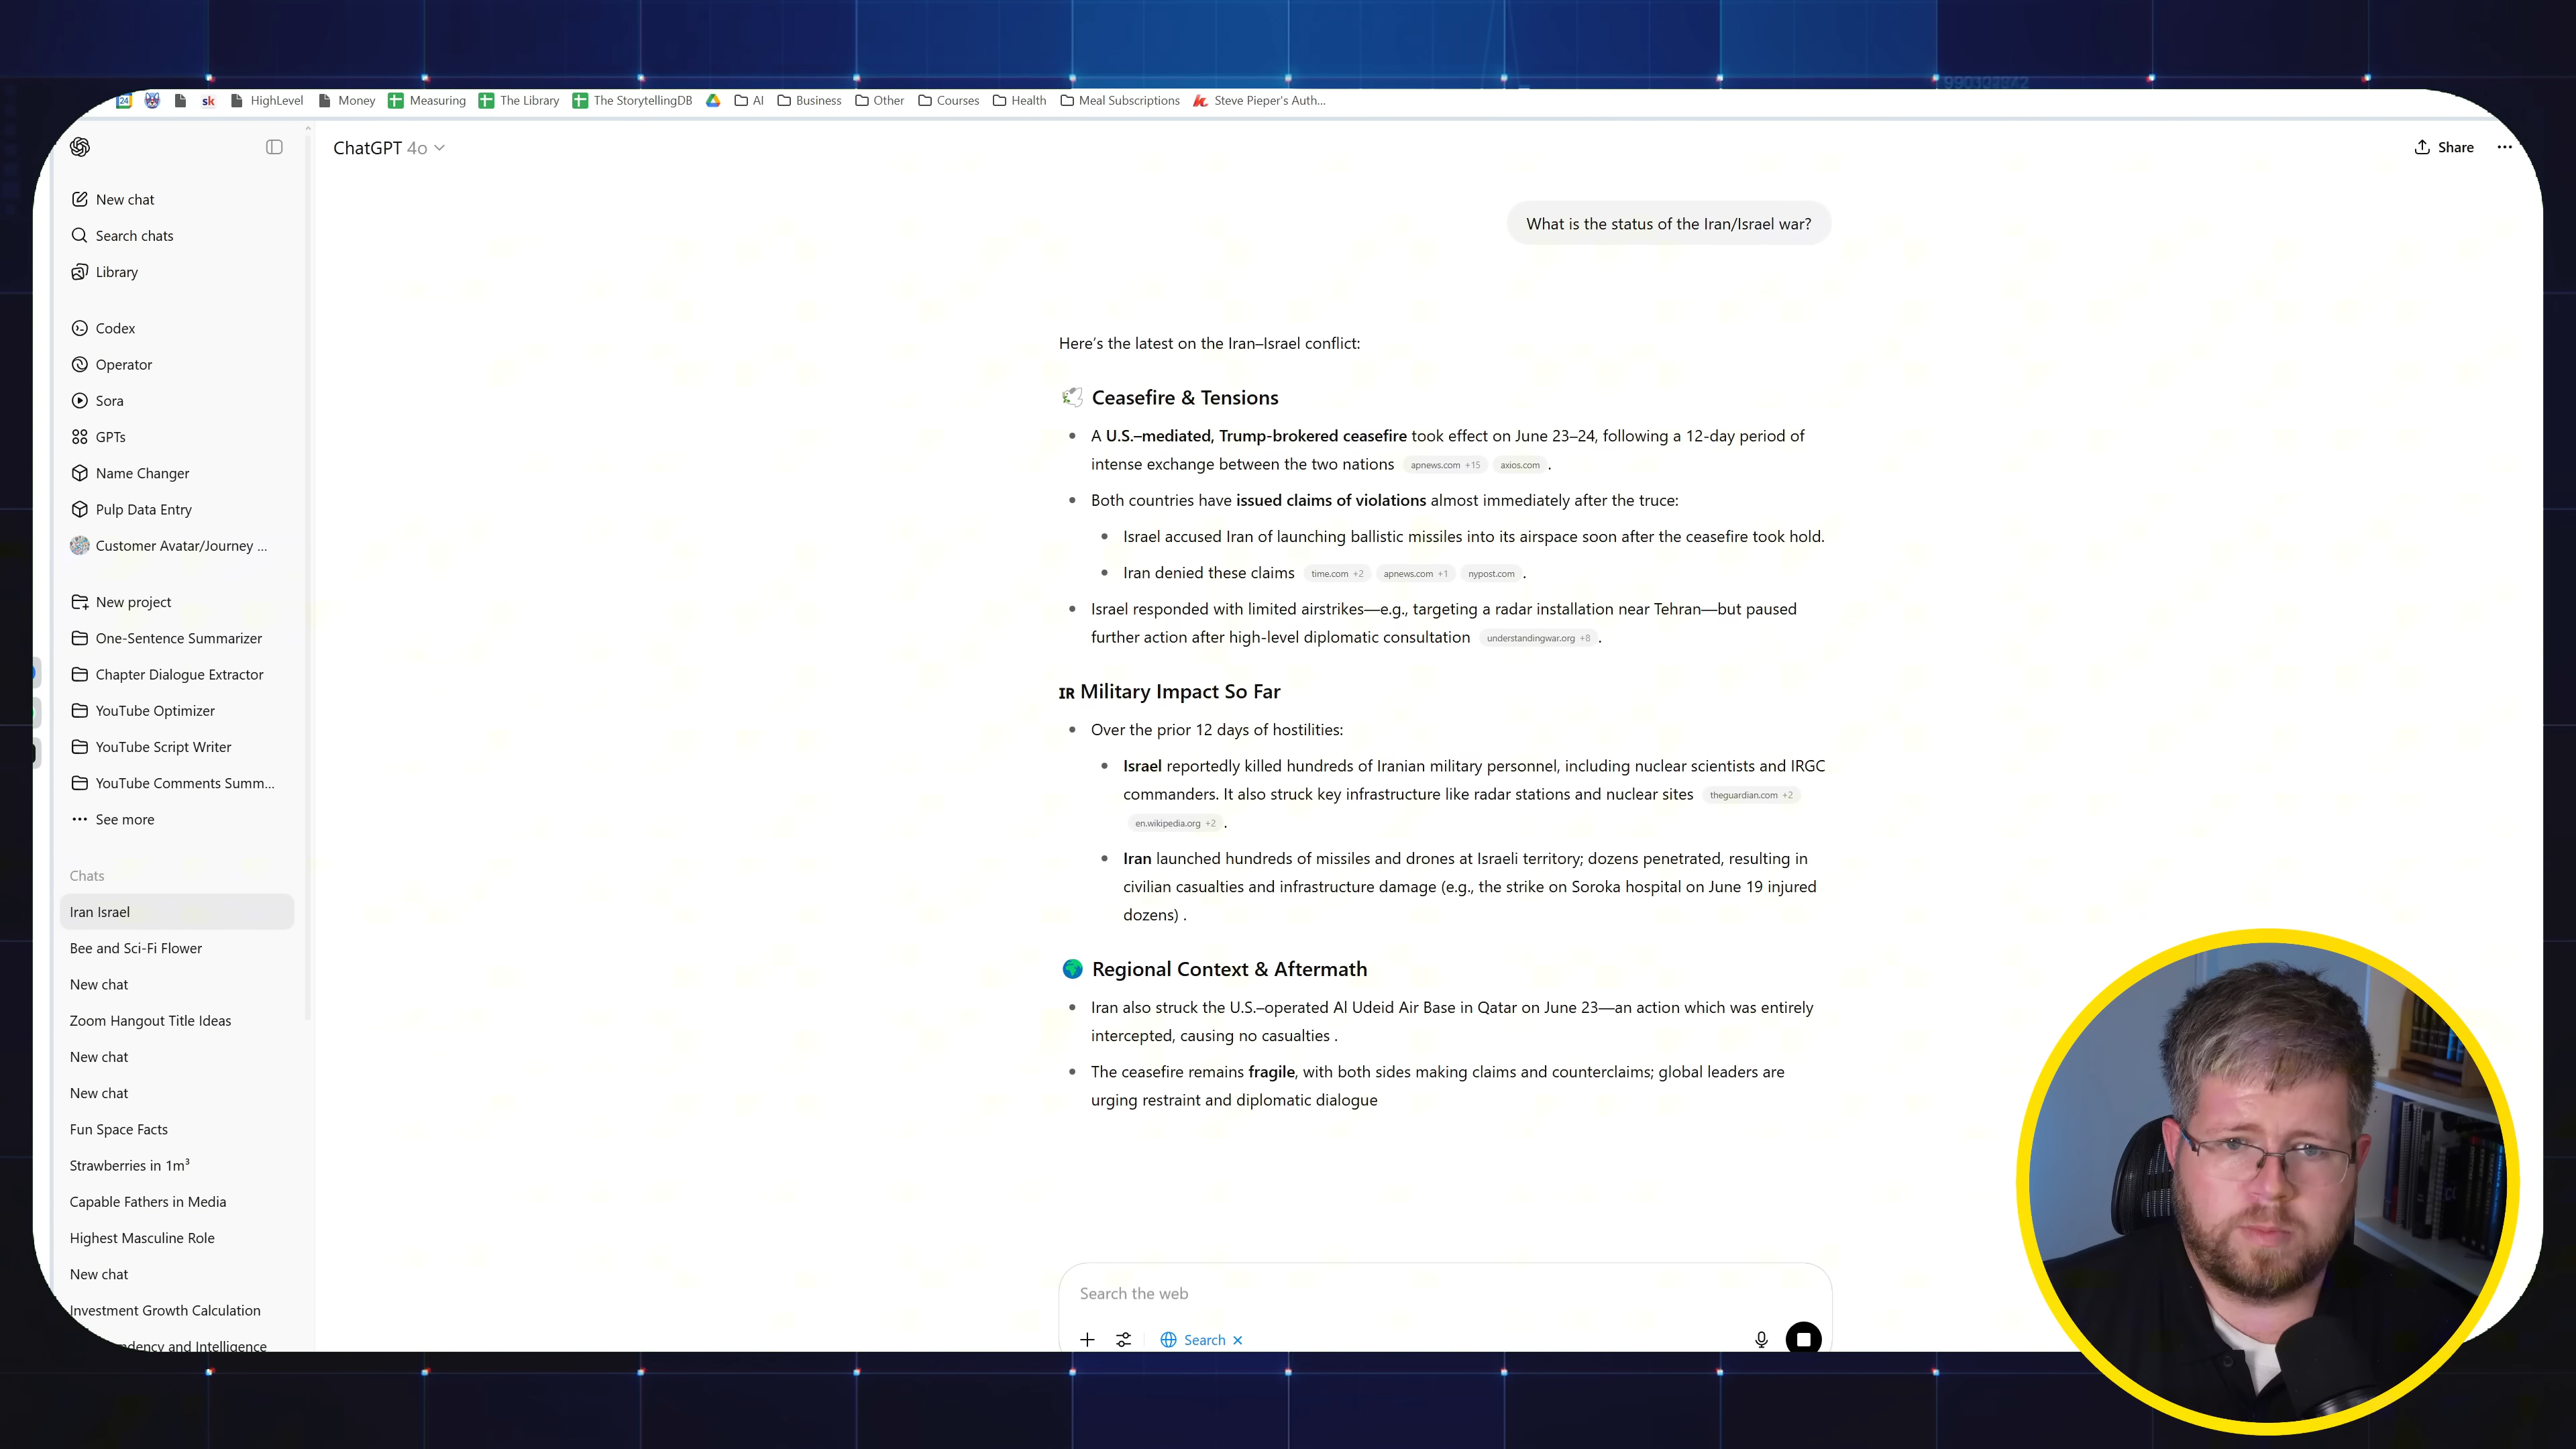 990308942
24
sk
HighLevel
Money
Measuring
The Library
The StorytellingDB
AI
Business
Other
Courses
Health
Meal Subscriptions
Steve Pieper's Auth...
ChatGPT 4o
Share
New chat
Search chats
Library
Codex
Operator
Sora
GPTs
Name Changer
Pulp Data Entry
Customer Avatar/Journey ...
New project
One-Sentence Summarizer
Chapter Dialogue Extractor
YouTube Optimizer
YouTube Script Writer
YouTube Comments Summ...
See more
Chats
Iran Israel
Bee and Sci-Fi Flower
New chat
Zoom Hangout Title Ideas
New chat
New chat
Fun Space Facts
Strawberries in 1m³
Capable Fathers in Media
Highest Masculine Role
New chat
Investment Growth Calculation
ndency and Intelligence
What is the status of the Iran/Israel war?
Here's the latest on the Iran–Israel conflict:
🕊️ Ceasefire & Tensions
A U.S.–mediated, Trump-brokered ceasefire took effect on June 23–24, following a 12-day period of
intense exchange between the two nations apnews.com +15 axios.com .
Both countries have issued claims of violations almost immediately after the truce:
Israel accused Iran of launching ballistic missiles into its airspace soon after the ceasefire took hold.
Iran denied these claims time.com +2 apnews.com +1 nypost.com .
Israel responded with limited airstrikes—e.g., targeting a radar installation near Tehran—but paused
further action after high-level diplomatic consultation understandingwar.org +8 .
IR Military Impact So Far
Over the prior 12 days of hostilities:
Israel reportedly killed hundreds of Iranian military personnel, including nuclear scientists and IRGC
commanders. It also struck key infrastructure like radar stations and nuclear sites theguardian.com +2
en.wikipedia.org +2 .
Iran launched hundreds of missiles and drones at Israeli territory; dozens penetrated, resulting in
civilian casualties and infrastructure damage (e.g., the strike on Soroka hospital on June 19 injured
dozens) .
🌍 Regional Context & Aftermath
Iran also struck the U.S.–operated Al Udeid Air Base in Qatar on June 23—an action which was entirely
intercepted, causing no casualties .
The ceasefire remains fragile, with both sides making claims and counterclaims; global leaders are
urging restraint and diplomatic dialogue
Search the web
Search